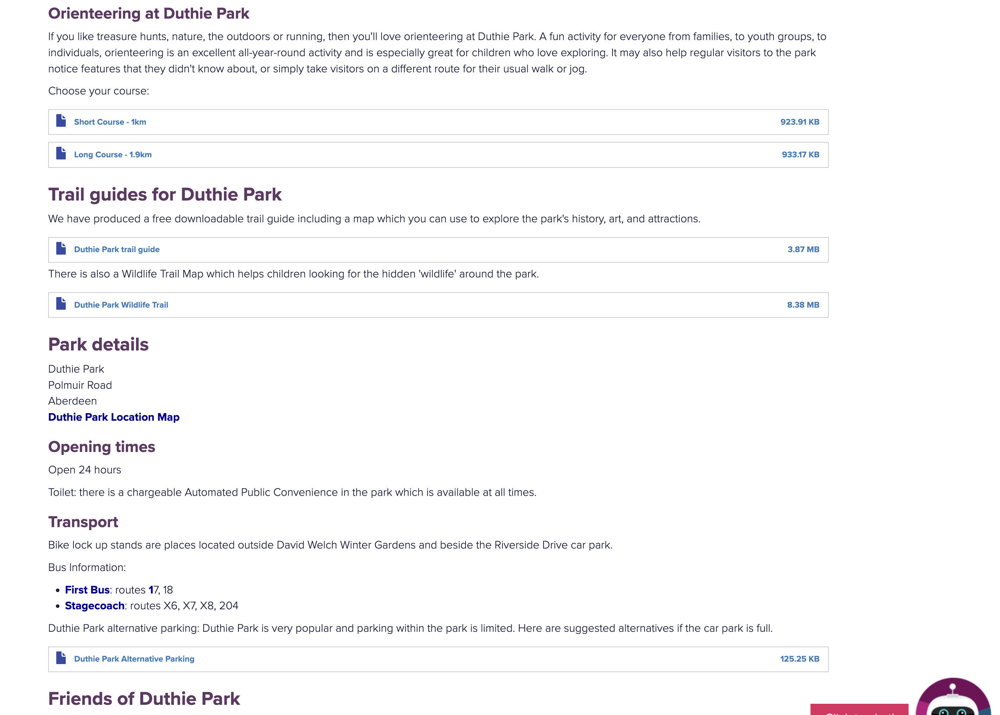 Orienteering at Duthie Park
If you like treasure hunts, nature, the outdoors or running, then you'll love orienteering at Duthie Park. A fun activity for everyone from families, to youth groups, to
individuals, orienteering is an excellent all-year-round activity and is especially great for children who love exploring. It may also help regular visitors to the park
notice features that they didn't know about, or simply take visitors on a different route for their usual walk or jog.
Choose your course:
Short Course - 1km 923.91 KB
Long Course - 1.9km 933.17 KB
Trail guides for Duthie Park
We have produced a free downloadable trail guide including a map which you can use to explore the park's history, art, and attractions.
Duthie Park trail guide 3.87 MB
There is also a Wildlife Trail Map which helps children looking for the hidden 'wildlife' around the park.
Duthie Park Wildlife Trail 8.38 MB
Park details
Duthie Park
Polmuir Road
Aberdeen
Duthie Park Location Map
Opening times
Open 24 hours
Toilet: there is a chargeable Automated Public Convenience in the park which is available at all times.
Transport
Bike lock up stands are places located outside David Welch Winter Gardens and beside the Riverside Drive car park.
Bus Information:
First Bus: routes 17, 18
Stagecoach: routes X6, X7, X8, 204
Duthie Park alternative parking: Duthie Park is very popular and parking within the park is limited. Here are suggested alternatives if the car park is full.
Duthie Park Alternative Parking 125.25 KB
Friends of Duthie Park